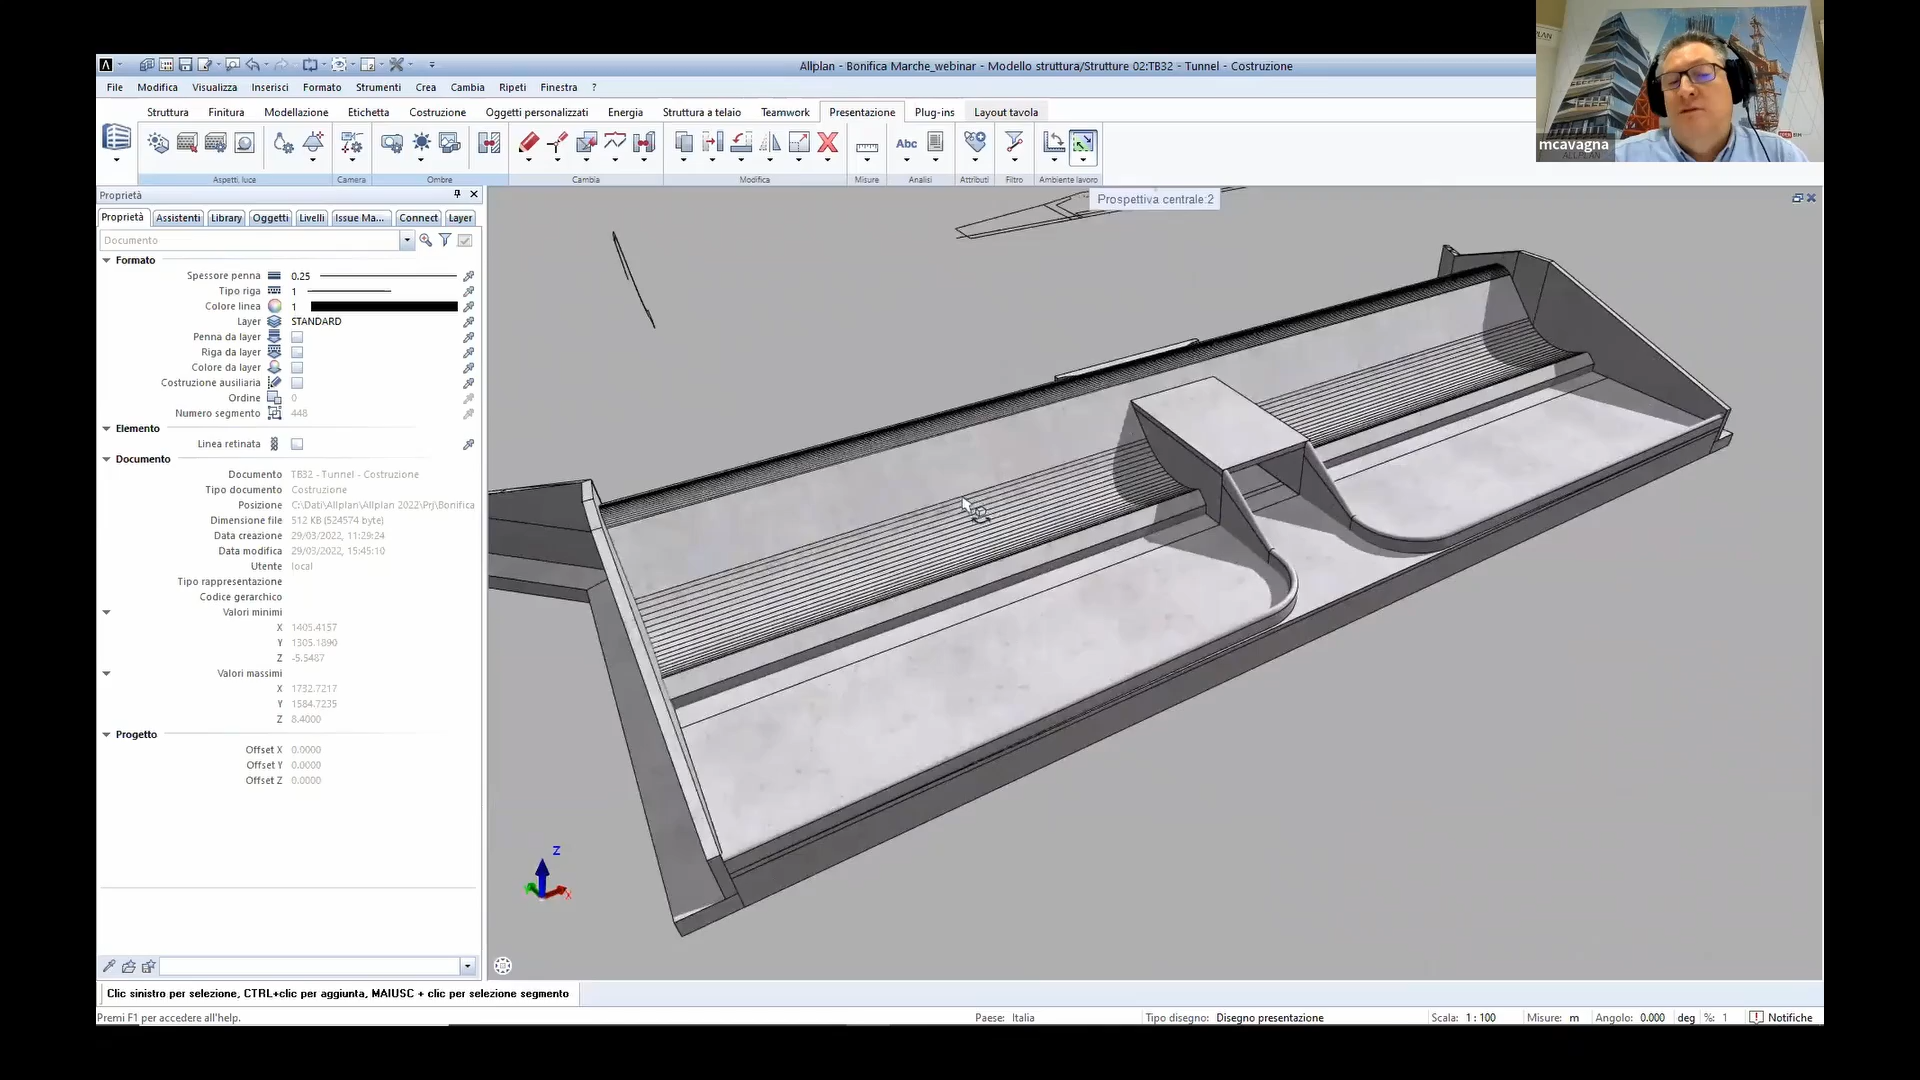 Allplan - Bonifica Marche_webinar - Modello struttura/Strutture 02:TB32 - Tunnel - Costruzione
File Modifica Visualizza Inserisci Formato Strumenti Crea Cambia Ripeti Finestra ?
Struttura Finitura Modellazione Etichetta Costruzione Oggetti personalizzati Energia Struttura a telaio Teamwork Presentazione Plug-ins Layout tavola
Abc
Aspetti, luce Camera Ombre Cambia Modifica Misure Analisi Attributi Filtro Ambiente lavoro
mcavagna
ALLPLAN
Proprietà
Proprietà Assistenti Library Oggetti Livelli Issue Ma... Connect Layer
Prospettiva centrale:2
Documento
Formato
Spessore penna 0.25
Tipo riga 1
Colore linea 1
Layer STANDARD
Penna da layer
Riga da layer
Colore da layer
Costruzione ausiliaria
Ordine 0
Numero segmento 448
Elemento
Linea retinata
Documento
Documento TB32 - Tunnel - Costruzione
Tipo documento Costruzione
Posizione C:\Dati\Allplan\Allplan 2022\Prj\Bonifica
Dimensione file 512 KB (524574 byte)
Data creazione 29/03/2022, 11:29:24
Data modifica 29/03/2022, 15:45:10
Utente local
Tipo rappresentazione
Codice gerarchico
Valori minimi
X 1405.4157
Y 1305.1890
Z -5.5487
Valori massimi
X 1732.7217
Y 1584.7235
Z 8.4000
Progetto
Offset X 0.0000
Offset Y 0.0000
Offset Z 0.0000
Z
X
Clic sinistro per selezione, CTRL+clic per aggiunta, MAIUSC + clic per selezione segmento
Premi F1 per accedere all'help. Paese: Italia Tipo disegno: Disegno presentazione Scala: 1 : 100 Misure: m Angolo: 0.000 deg %: 1 Notifiche